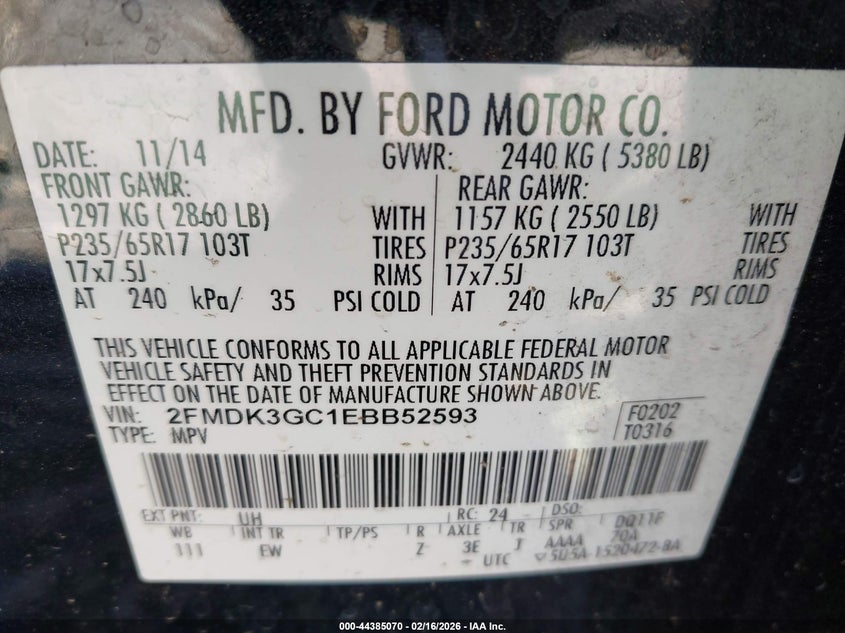 MFD. BY FORD MOTOR CO.
DATE: 11/14 GVWR: 2440 KG ( 5380 LB)
FRONT GAWR: REAR GAWR:
1297 KG ( 2860 LB) WITH 1157 KG ( 2550 LB) WITH
P235/65R17 103T TIRES P235/65R17 103T TIRES
17x7.5J RIMS 17x7.5J RIMS
AT 240 kPa/ 35 PSI COLD AT 240 kPa/ 35 PSI COLD
THIS VEHICLE CONFORMS TO ALL APPLICABLE FEDERAL MOTOR
VEHICLE SAFETY AND THEFT PREVENTION STANDARDS IN
EFFECT ON THE DATE OF MANUFACTURE SHOWN ABOVE.
VIN: 2FMDK3GC1EBB52593 F0202
TYPE: MPV T0316
EXT PNT: UH RC: 24 DSO:
WB INT TR TP/PS R AXLE TR SPR DQ11F
111 EW Z 3E J AAAA 70A
UTC 5U5A-1520472-BA
000-44385070 - 02/16/2026 - IAA Inc.